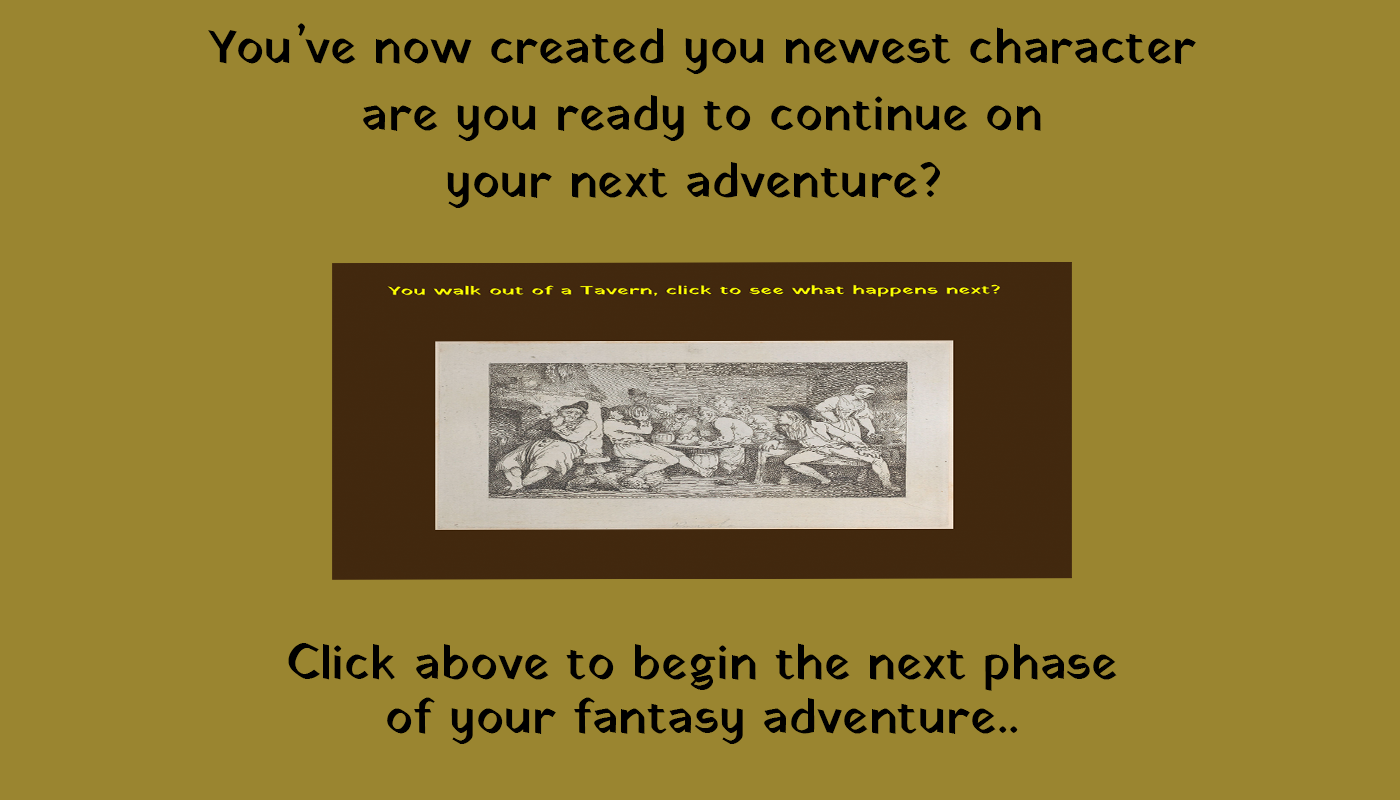 You've now created you newest character
are you ready to continue on
your next adventure?
You walk out of a Tavern, click to see what happens next?
Click above to begin the next phase
of your fantasy adventure..